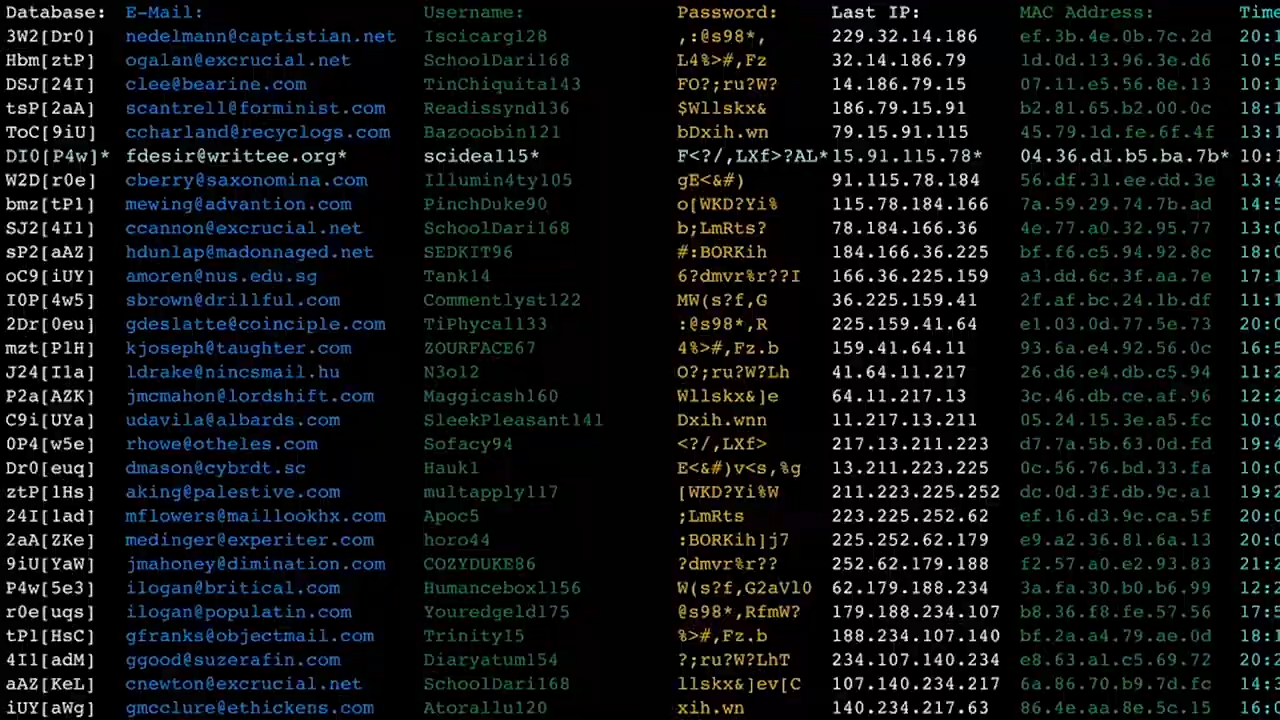 Database: E-Mail: Username: Password: Last IP: MAC Address: Time
3W2[Dr0] nedelmann@captistian.net Iscicarg128 ,:@s98*, 229.32.14.186 ef.3b.4e.0b.7c.2d 20:1
Hbm[ztP] ogalan@excrucial.net SchoolDari168 L4%>#,Fz 32.14.186.79 1d.0d.13.96.3e.d6 10:5
DSJ[24I] clee@bearine.com TinChiquita143 FO?;ru?W? 14.186.79.15 07.11.e5.56.8e.13 10:1
tsP[2aA] scantrell@forminist.com Readissynd136 $Wllskx& 186.79.15.91 b2.81.65.b2.00.0c 18:1
ToC[9iU] ccharland@recyclogs.com Bazooobin121 bDxih.wn 79.15.91.115 45.79.1d.fe.6f.4f 13:1
DI0[P4w]* fdesir@writtee.org* scidea115* F<?/,LXf>?AL* 15.91.115.78* 04.36.d1.b5.ba.7b* 10:1
W2D[r0e] cberry@saxonomina.com Illumin4ty105 gE<&#) 91.115.78.184 56.df.31.ee.dd.3e 13:4
bmz[tPl] mewing@advantion.com PinchDuke90 o[WKD?Yi% 115.78.184.166 7a.59.29.74.7b.ad 14:5
SJ2[4I1] ccannon@excrucial.net SchoolDari168 b;LmRts? 78.184.166.36 4e.77.a0.32.95.77 13:0
sP2[aAZ] hdunlap@madonnaged.net SEDKIT96 #:BORKih 184.166.36.225 bf.f6.c5.94.92.8c 18:0
oC9[iUY] amoren@nus.edu.sg Tank14 6?dmvr%r??I 166.36.225.159 a3.dd.6c.3f.aa.7e 17:1
I0P[4w5] sbrown@drillful.com Commentlyst122 MW(s?f,G 36.225.159.41 2f.af.bc.24.1b.df 11:1
2Dr[0eu] gdeslatte@coinciple.com TiPhycal133 :@s98*,R 225.159.41.64 e1.03.0d.77.5e.73 20:0
mzt[PlH] kjoseph@taughter.com ZOURFACE67 4%>#,Fz.b 159.41.64.11 93.6a.e4.92.56.0c 16:5
J24[I1a] ldrake@nincsmail.hu N3o12 O?;ru?W?Lh 41.64.11.217 26.d6.e4.db.c5.94 11:2
P2a[AZK] jmcmahon@lordshift.com Maggicash160 Wllskx&]e 64.11.217.13 3c.46.db.ce.af.96 12:2
C9i[UYa] udavila@albards.com SleekPleasant141 Dxih.wnn 11.217.13.211 05.24.15.3e.a5.fc 10:0
0P4[w5e] rhowe@otheles.com Sofacy94 <?/,LXf> 217.13.211.223 d7.7a.5b.63.0d.fd 19:4
Dr0[euq] dmason@cybrdt.sc Hauk1 E<&#)v<s,%g 13.211.223.225 0c.56.76.bd.33.fa 10:0
ztP[lHs] aking@palestive.com multapply117 [WKD?Yi%W 211.223.225.252 dc.0d.3f.db.9c.a1 19:2
24I[1ad] mflowers@maillookhx.com Apoc5 ;LmRts 223.225.252.62 ef.16.d3.9c.ca.5f 20:0
2aA[ZKe] medinger@experiter.com horo44 :BORKih]j7 225.252.62.179 e9.a2.36.81.6a.13 20:0
9iU[YaW] jmahoney@dimination.com COZYDUKE86 ?dmvr%r?? 252.62.179.188 f2.57.a0.e2.93.83 21:2
P4w[5e3] ilogan@britical.com Humancebox1156 W(s?f,G2aVl0 62.179.188.234 3a.fa.30.b0.b6.99 12:2
r0e[uqs] ilogan@populatin.com Youredgeld175 @s98*,RfmW? 179.188.234.107 b8.36.f8.fe.57.56 17:5
tPl[HsC] gfranks@objectmail.com Trinity15 %>#,Fz.b 188.234.107.140 bf.2a.a4.79.ae.0d 18:1
4I1[adM] ggood@suzerafin.com Diaryatum154 ?;ru?W?LhT 234.107.140.234 e8.63.a1.c5.69.72 20:2
aAZ[KeL] cnewton@excrucial.net SchoolDari168 llskx&]ev[C 107.140.234.217 6a.86.70.b9.7d.fc 14:3
iUY[aWg] gmcclure@ethickens.com Atorallu120 xih.wn 140.234.217.63 86.4e.aa.8e.5c.15 16:0